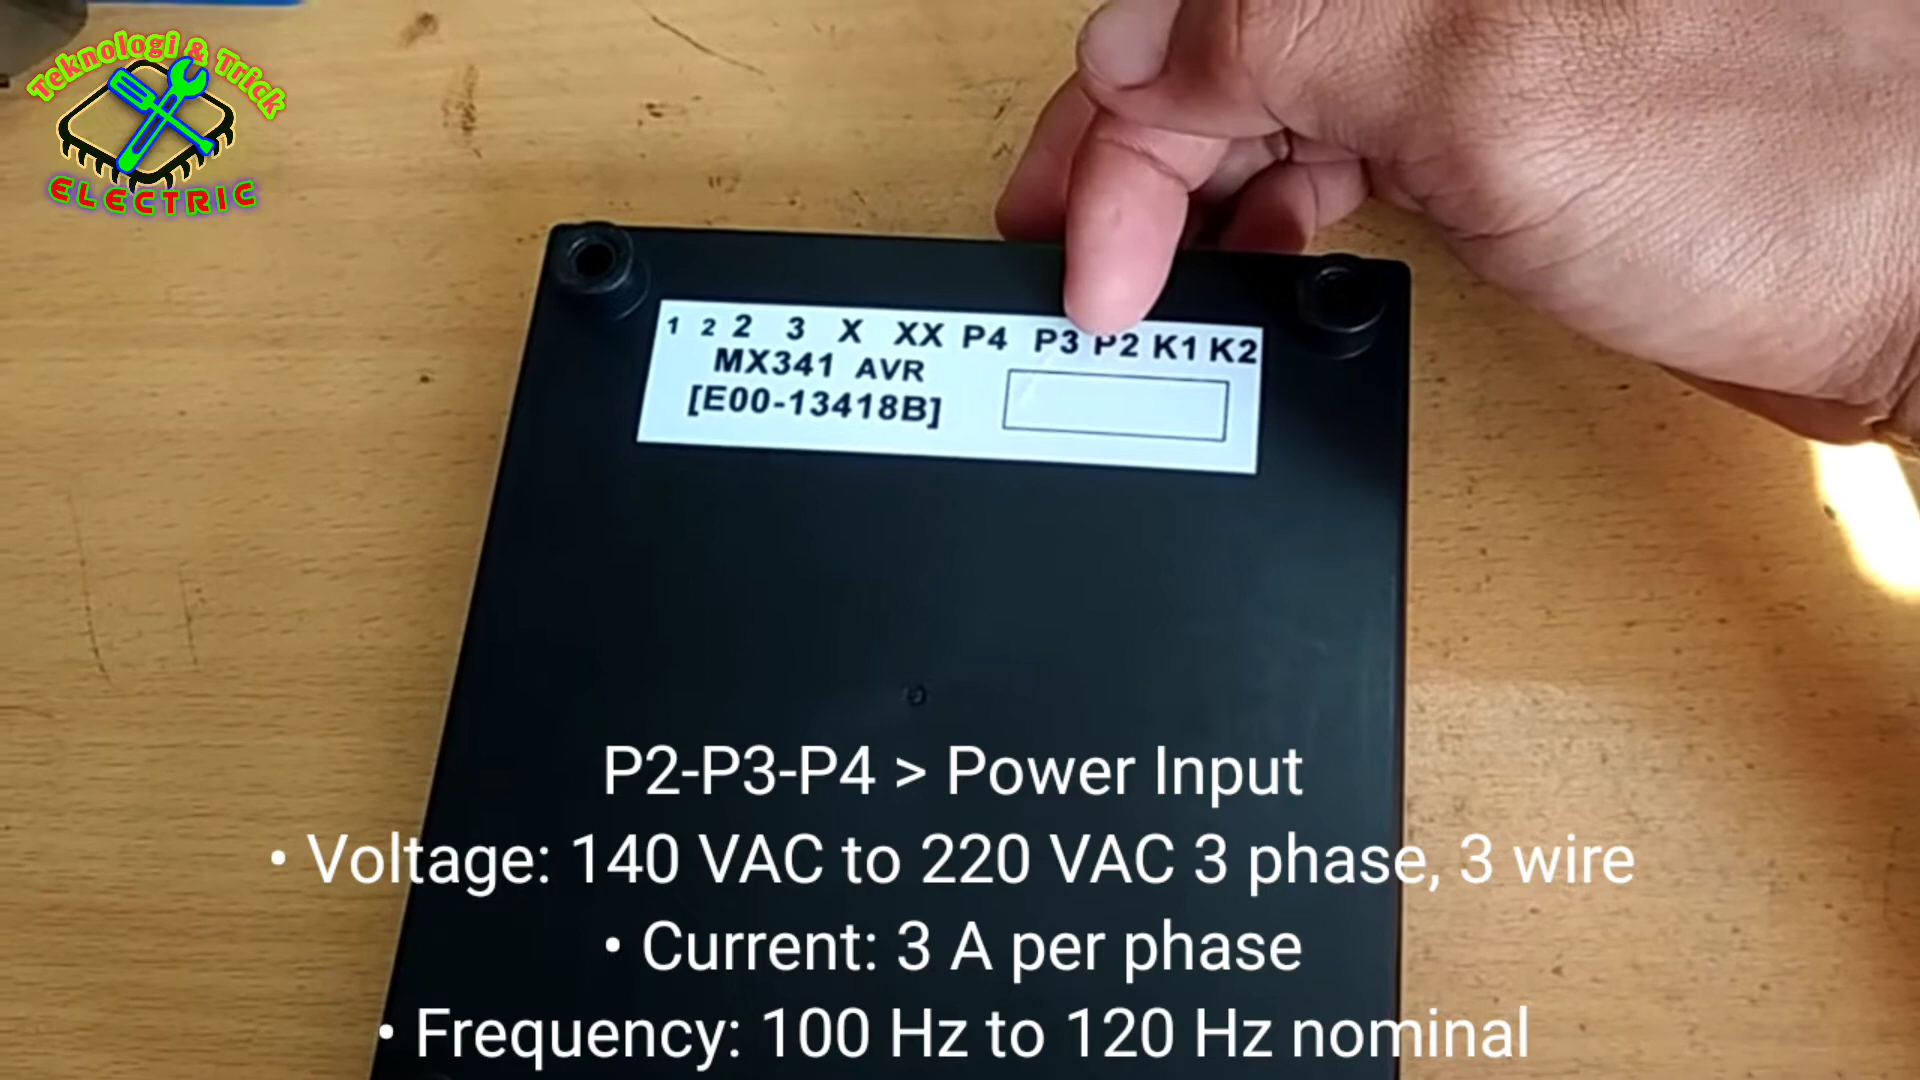 Teknologi & Trick
ELECTRIC
1 2 2 3 X XX P4 P3 P2 K1 K2
MX341 AVR
[E00-13418B]
P2-P3-P4 > Power Input
• Voltage: 140 VAC to 220 VAC 3 phase, 3 wire
• Current: 3 A per phase
• Frequency: 100 Hz to 120 Hz nominal